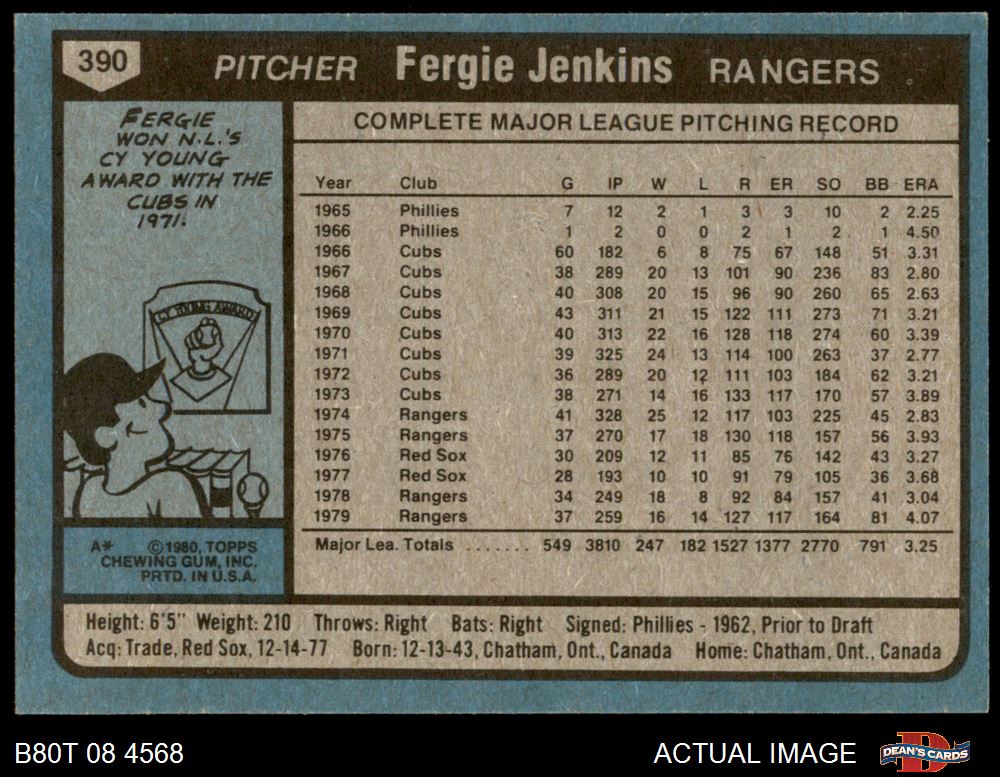 390 PITCHER Fergie Jenkins RANGERS
FERGIE
WON N.L.'S
CY YOUNG
AWARD WITH THE
CUBS IN
1971.
CY YOUNG AWARD
A* ©1980, TOPPS
CHEWING GUM, INC.
PRTD. IN U.S.A.
COMPLETE MAJOR LEAGUE PITCHING RECORD
Year Club G IP W L R ER SO BB ERA
1965 Phillies 7 12 2 1 3 3 10 2 2.25
1966 Phillies 1 2 0 0 2 1 2 1 4.50
1966 Cubs 60 182 6 8 75 67 148 51 3.31
1967 Cubs 38 289 20 13 101 90 236 83 2.80
1968 Cubs 40 308 20 15 96 90 260 65 2.63
1969 Cubs 43 311 21 15 122 111 273 71 3.21
1970 Cubs 40 313 22 16 128 118 274 60 3.39
1971 Cubs 39 325 24 13 114 100 263 37 2.77
1972 Cubs 36 289 20 12 111 103 184 62 3.21
1973 Cubs 38 271 14 16 133 117 170 57 3.89
1974 Rangers 41 328 25 12 117 103 225 45 2.83
1975 Rangers 37 270 17 18 130 118 157 56 3.93
1976 Red Sox 30 209 12 11 85 76 142 43 3.27
1977 Red Sox 28 193 10 10 91 79 105 36 3.68
1978 Rangers 34 249 18 8 92 84 157 41 3.04
1979 Rangers 37 259 16 14 127 117 164 81 4.07
Major Lea. Totals ....... 549 3810 247 182 1527 1377 2770 791 3.25
Height: 6'5" Weight: 210 Throws: Right Bats: Right Signed: Phillies - 1962, Prior to Draft
Acq: Trade, Red Sox, 12-14-77 Born: 12-13-43, Chatham, Ont., Canada Home: Chatham, Ont., Canada
B80T 08 4568 ACTUAL IMAGE D DEAN'S CARDS